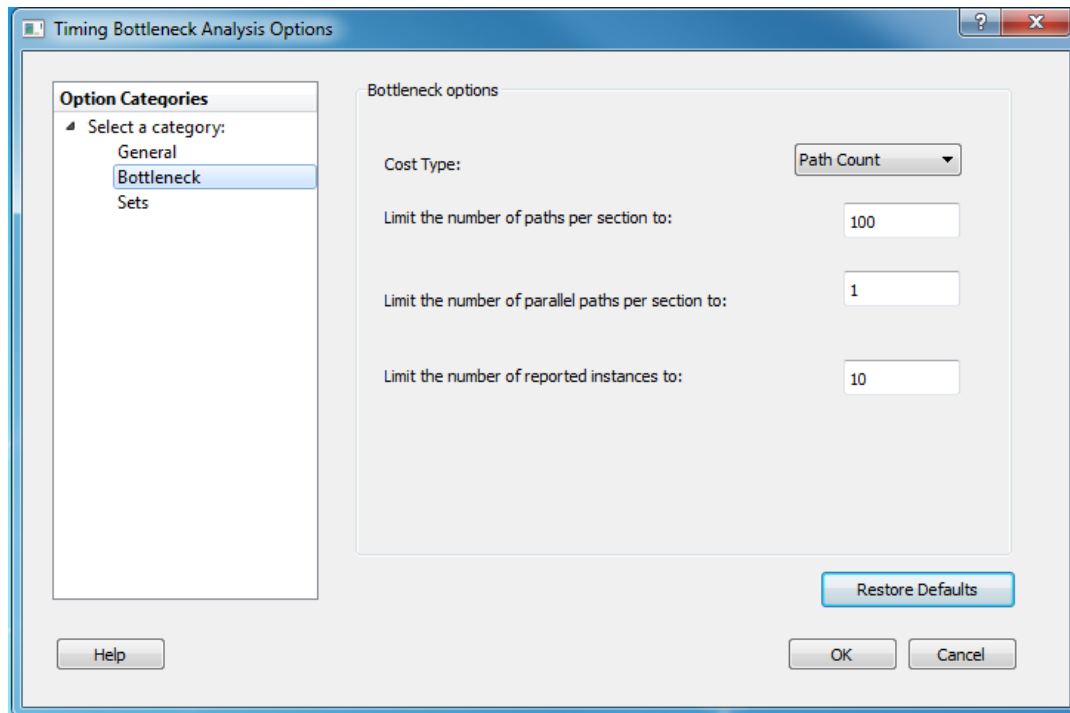 Timing Bottleneck Analysis Options
?
X
Option Categories
Select a category:
General
Bottleneck
Sets
Bottleneck options
Cost Type:
Path Count
Limit the number of paths per section to:
100
Limit the number of parallel paths per section to:
1
Limit the number of reported instances to:
10
Restore Defaults
Help
OK
Cancel